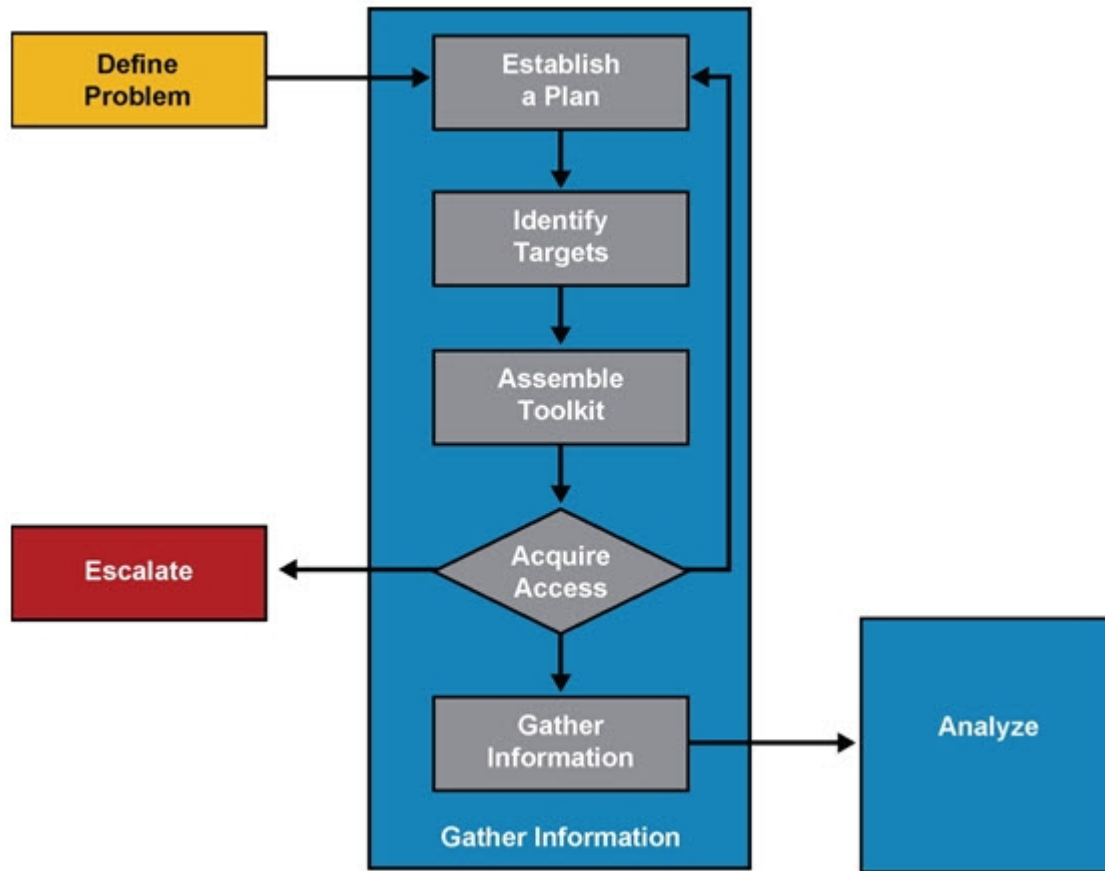 Define
Problem
Establish
a Plan
Identify
Targets
Assemble
Toolkit
Escalate
Acquire
Access
Gather
Information
Analyze
Gather Information